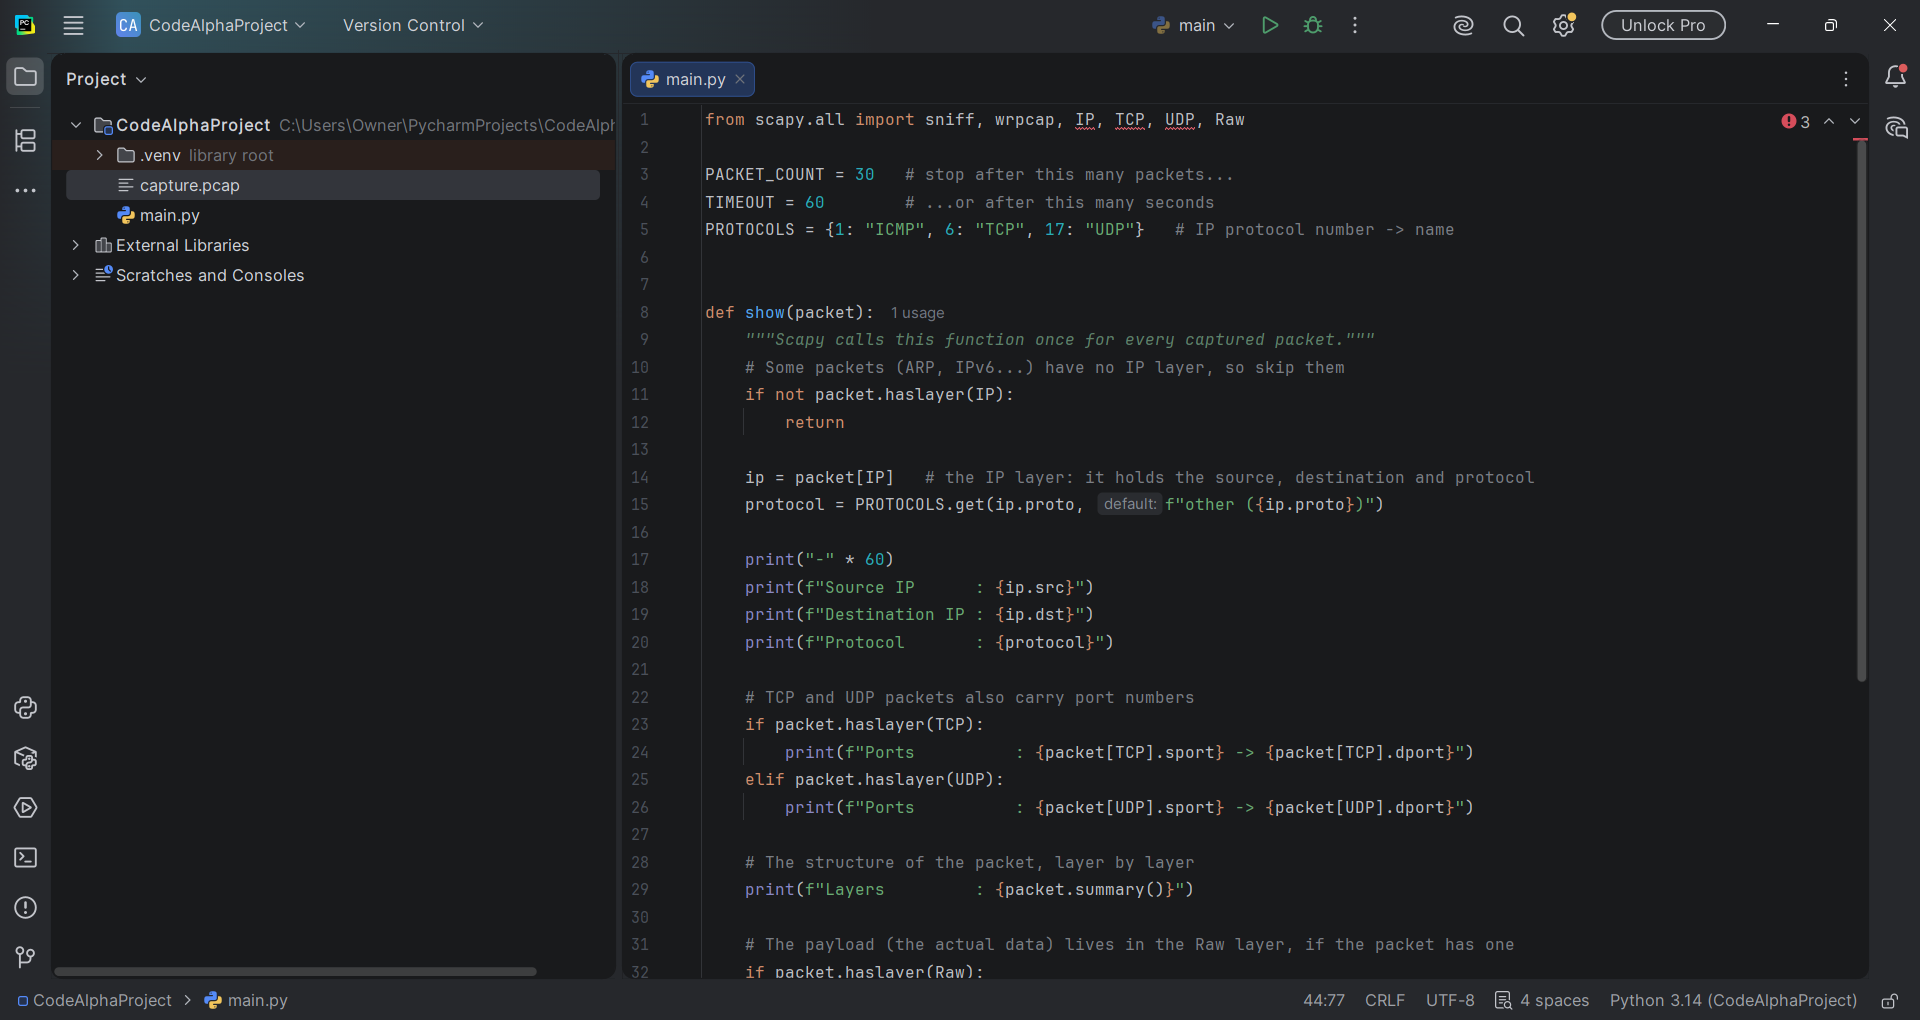 PC
CA CodeAlphaProject
Version Control
main
Unlock Pro
Project
CodeAlphaProject C:\Users\Owner\PycharmProjects\CodeAlph
.venv library root
capture.pcap
main.py
External Libraries
Scratches and Consoles
main.py
3
1 from scapy.all import sniff, wrpcap, IP, TCP, UDP, Raw
2
3 PACKET_COUNT = 30   # stop after this many packets...
4 TIMEOUT = 60        # ...or after this many seconds
5 PROTOCOLS = {1: "ICMP", 6: "TCP", 17: "UDP"}   # IP protocol number -> name
6
7
8 def show(packet): 1 usage
9     """Scapy calls this function once for every captured packet."""
10     # Some packets (ARP, IPv6...) have no IP layer, so skip them
11     if not packet.haslayer(IP):
12         return
13
14     ip = packet[IP]   # the IP layer: it holds the source, destination and protocol
15     protocol = PROTOCOLS.get(ip.proto, default: f"other ({ip.proto})")
16
17     print("-" * 60)
18     print(f"Source IP      : {ip.src}")
19     print(f"Destination IP : {ip.dst}")
20     print(f"Protocol       : {protocol}")
21
22     # TCP and UDP packets also carry port numbers
23     if packet.haslayer(TCP):
24         print(f"Ports          : {packet[TCP].sport} -> {packet[TCP].dport}")
25     elif packet.haslayer(UDP):
26         print(f"Ports          : {packet[UDP].sport} -> {packet[UDP].dport}")
27
28     # The structure of the packet, layer by layer
29     print(f"Layers         : {packet.summary()}")
30
31     # The payload (the actual data) lives in the Raw layer, if the packet has one
32     if packet.haslayer(Raw):
CodeAlphaProject > main.py
44:77 CRLF UTF-8 4 spaces Python 3.14 (CodeAlphaProject)